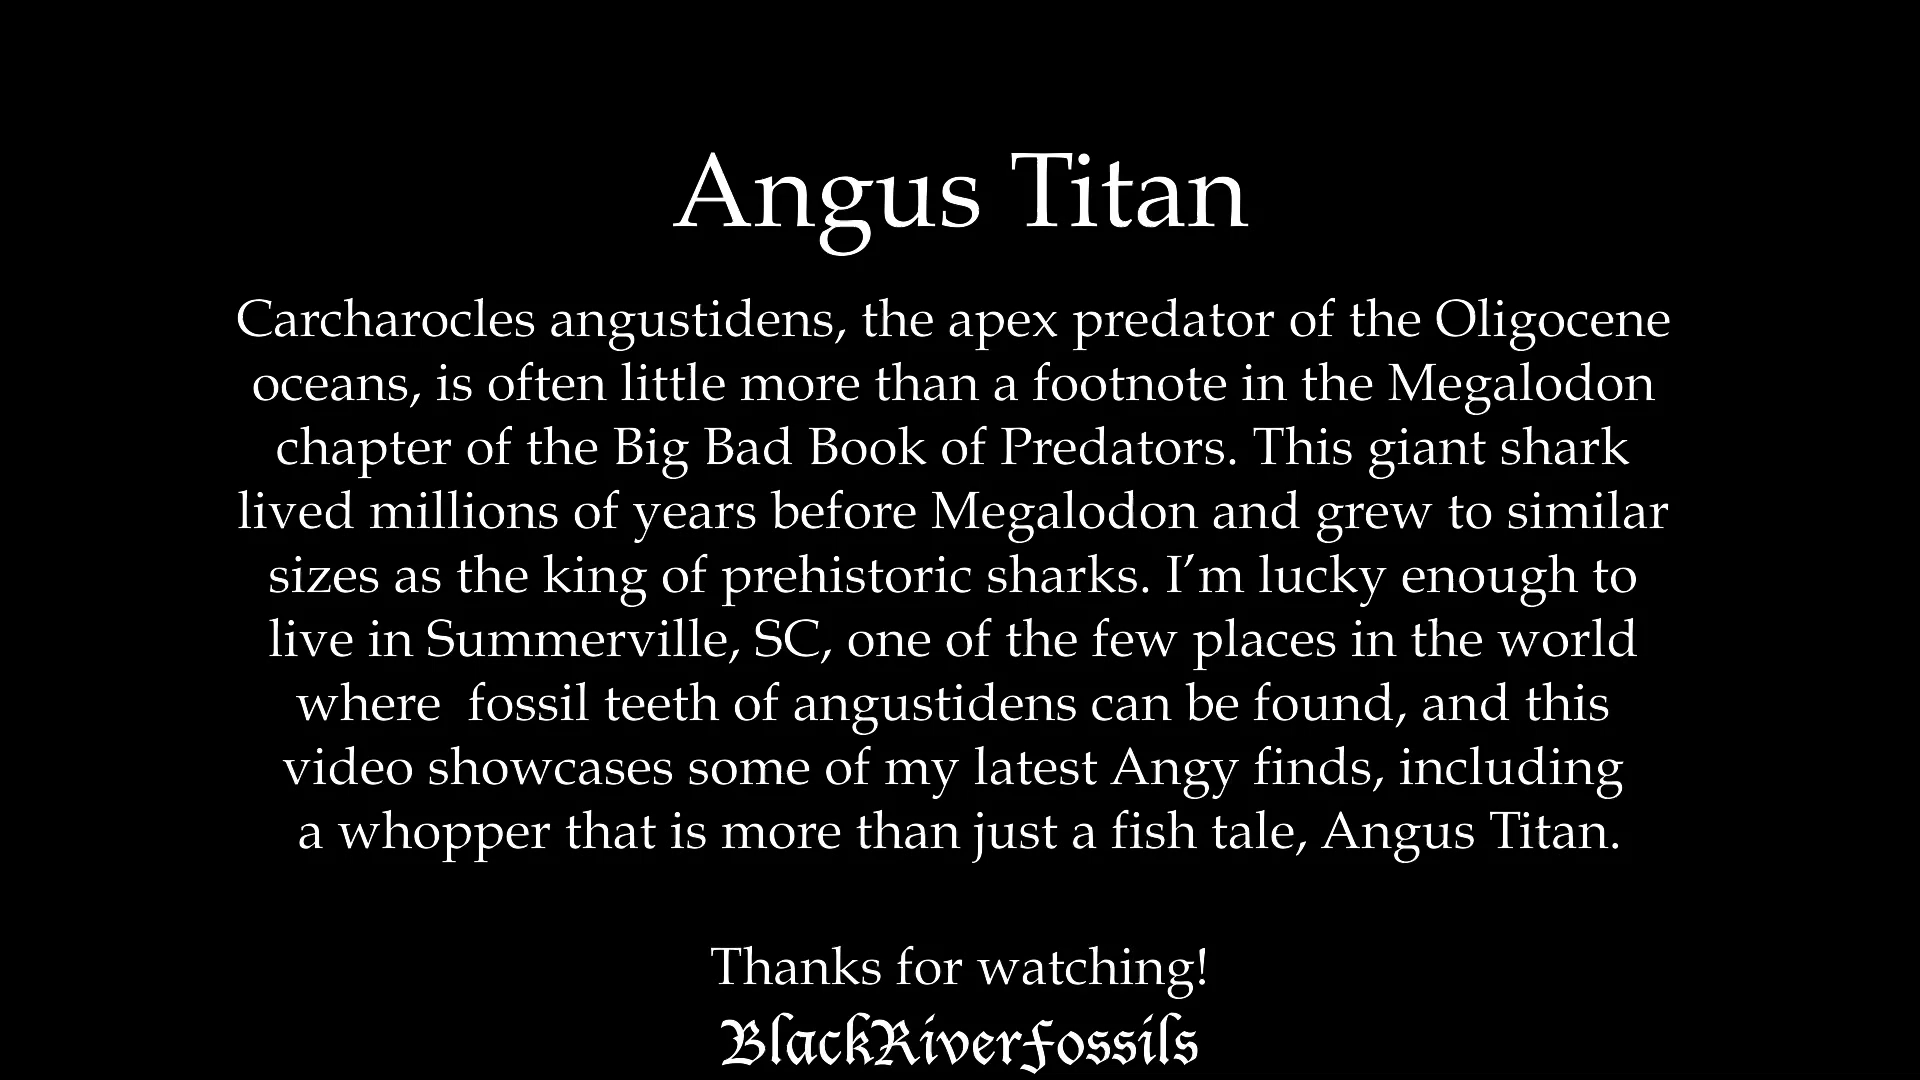 Angus Titan
Carcharocles angustidens, the apex predator of the Oligocene
oceans, is often little more than a footnote in the Megalodon
chapter of the Big Bad Book of Predators. This giant shark
lived millions of years before Megalodon and grew to similar
sizes as the king of prehistoric sharks. I’m lucky enough to
live in Summerville, SC, one of the few places in the world
where  fossil teeth of angustidens can be found, and this
video showcases some of my latest Angy finds, including
a whopper that is more than just a fish tale, Angus Titan.
Thanks for watching!
BlackRiverFossils